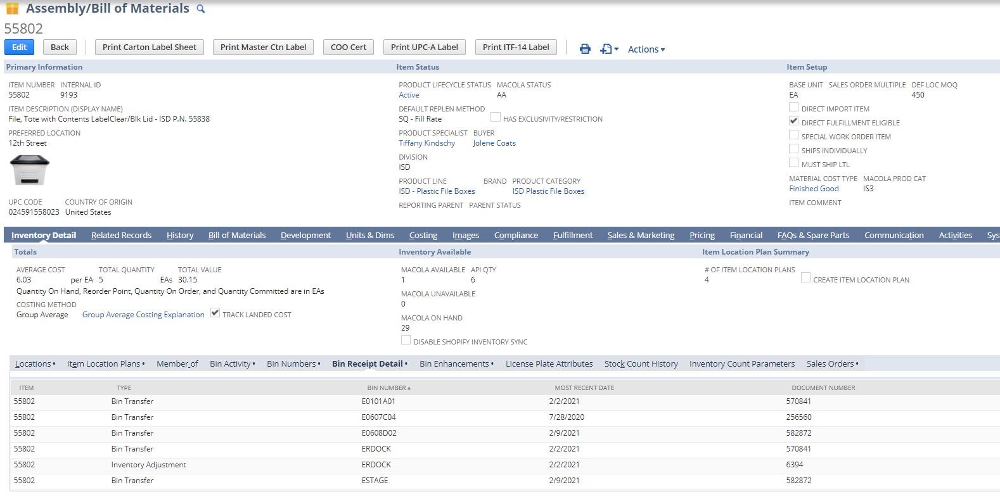 Assembly/Bill of Materials
55802
Edit Back Print Carton Label Sheet Print Master Ctn Label COO Cert Print UPC-A Label Print ITF-14 Label Actions
Primary Information
ITEM NUMBER INTERNAL ID
55802 9193
ITEM DESCRIPTION (DISPLAY NAME)
File, Tote with Contents LabelClear/Blk Lid - ISD P.N. 55838
PREFERRED LOCATION
12th Street
UPC CODE COUNTRY OF ORIGIN
024591558023 United States
Item Status
PRODUCT LIFECYCLE STATUS MACOLA STATUS
Active AA
DEFAULT REPLEN METHOD
SQ - Fill Rate HAS EXCLUSIVITY/RESTRICTION
PRODUCT SPECIALIST BUYER
Tiffany Kindschy Jolene Coats
DIVISION
ISD
PRODUCT LINE BRAND PRODUCT CATEGORY
ISD - Plastic File Boxes ISD Plastic File Boxes
REPORTING PARENT PARENT STATUS
Item Setup
BASE UNIT SALES ORDER MULTIPLE DEF LOC MOQ
EA 450
DIRECT IMPORT ITEM
DIRECT FULFILLMENT ELIGIBLE
SPECIAL WORK ORDER ITEM
SHIPS INDIVIDUALLY
MUST SHIP LTL
MATERIAL COST TYPE MACOLA PROD CAT
Finished Good IS3
ITEM COMMENT
Inventory Detail Related Records History Bill of Materials Development Units & Dims Costing Images Compliance Fulfillment Sales & Marketing Pricing Financial FAQs & Spare Parts Communication Activities Sys
Totals
AVERAGE COST TOTAL QUANTITY TOTAL VALUE
6.03 per EA 5 EAs 30.15
Quantity On Hand, Reorder Point, Quantity On Order, and Quantity Committed are in EAs
COSTING METHOD
Group Average Group Average Costing Explanation TRACK LANDED COST
Inventory Available
MACOLA AVAILABLE API QTY
1 6
MACOLA UNAVAILABLE
0
MACOLA ON HAND
29
DISABLE SHOPIFY INVENTORY SYNC
Item Location Plan Summary
# OF ITEM LOCATION PLANS
4 CREATE ITEM LOCATION PLAN
Locations • Item Location Plans • Member of Bin Activity • Bin Numbers • Bin Receipt Detail • Bin Enhancements • License Plate Attributes Stock Count History Inventory Count Parameters Sales Orders •
ITEM TYPE BIN NUMBER MOST RECENT DATE DOCUMENT NUMBER
55802 Bin Transfer E0101A01 2/2/2021 570841
55802 Bin Transfer E0607C04 7/28/2020 256560
55802 Bin Transfer E0608D02 2/9/2021 582872
55802 Bin Transfer ERDOCK 2/2/2021 570841
55802 Inventory Adjustment ERDOCK 2/2/2021 6394
55802 Bin Transfer ESTAGE 2/9/2021 582872